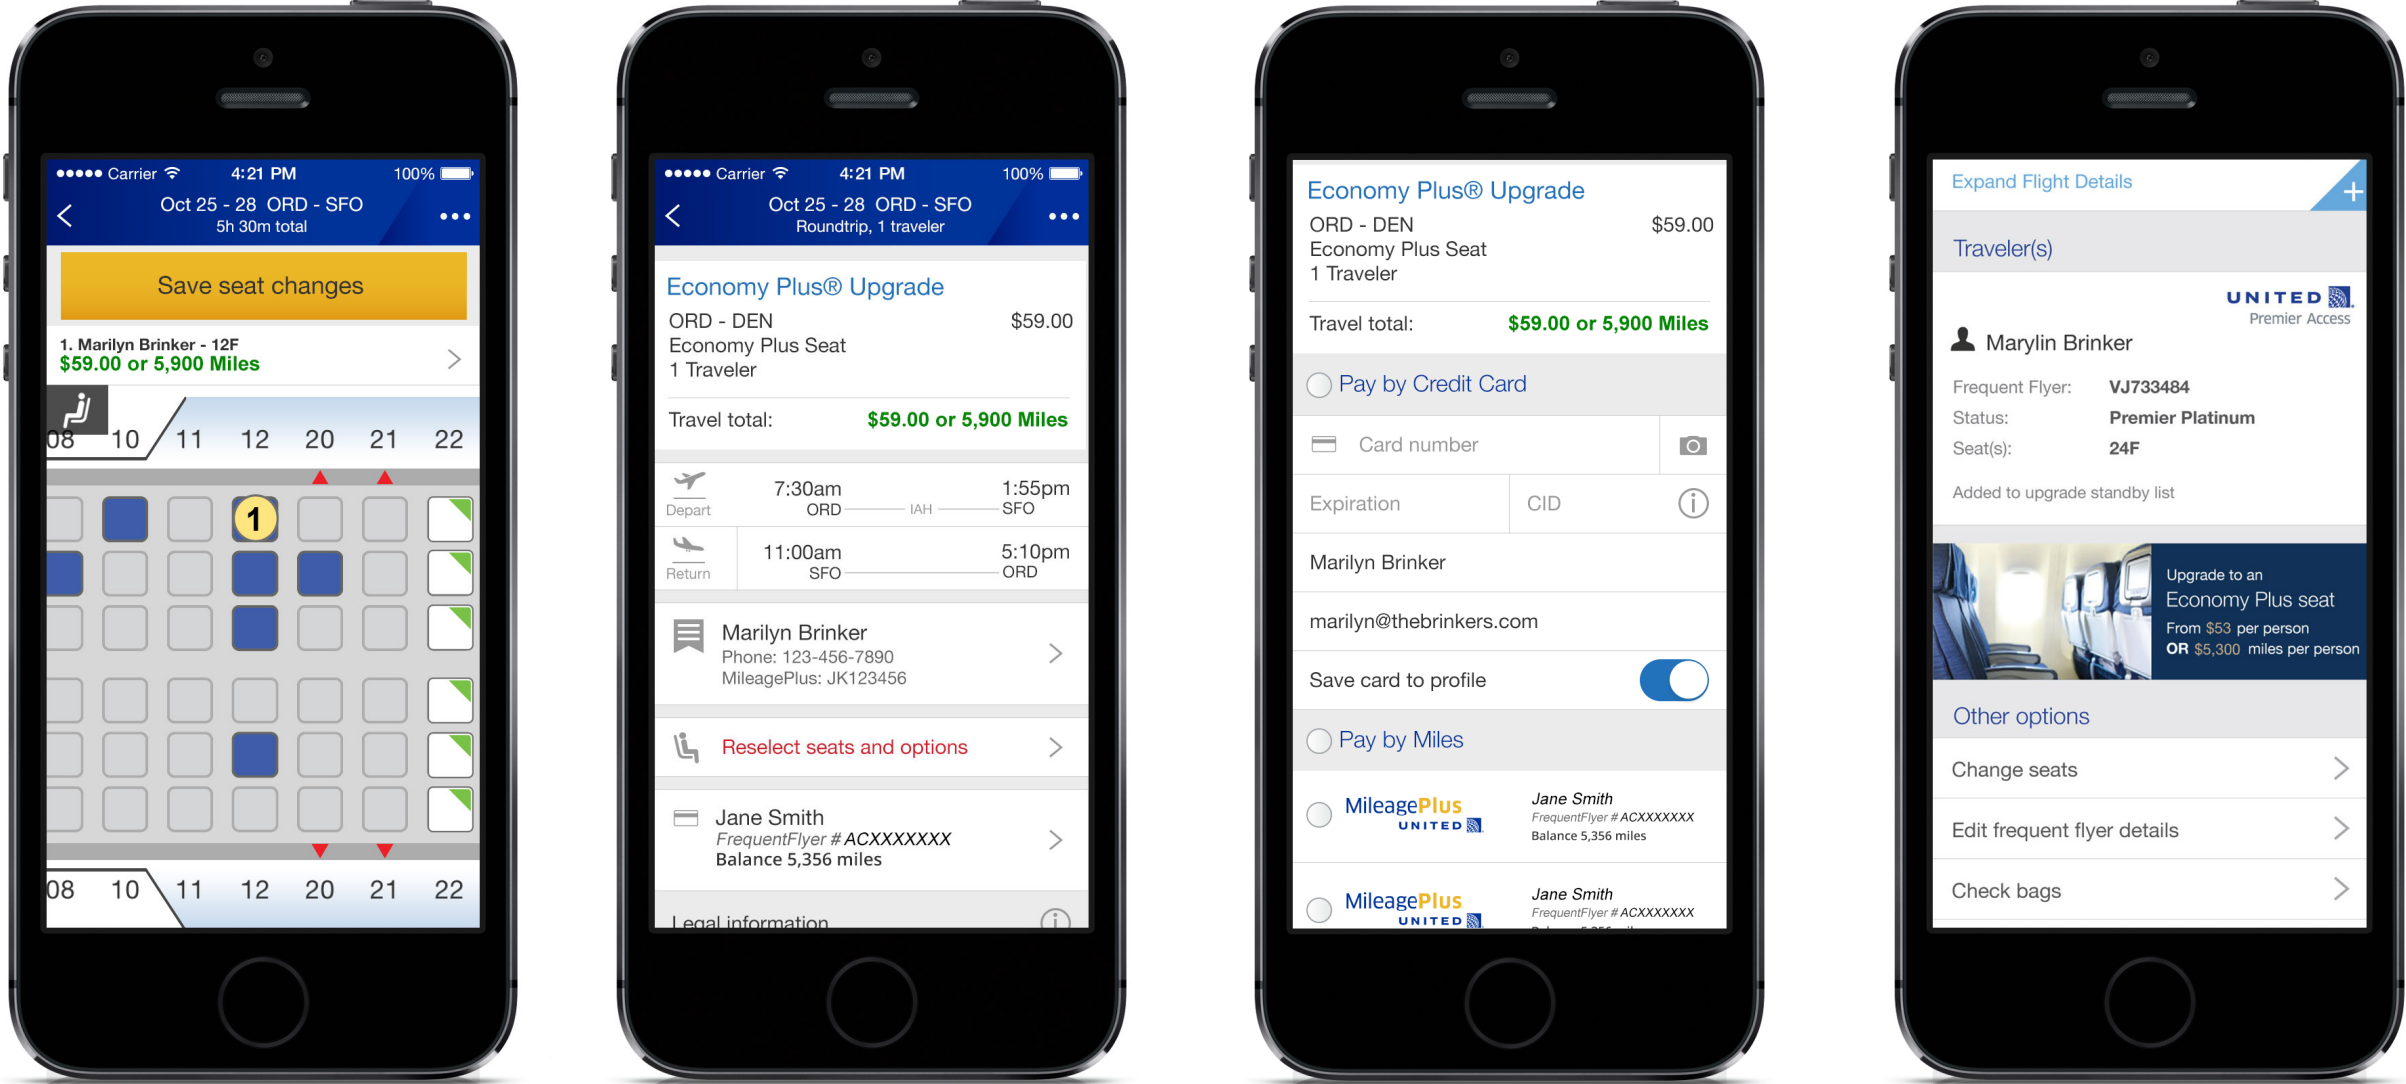 Carrier 4:21 PM 100%
Oct 25 - 28 ORD - SFO
5h 30m total
Save seat changes
1. Marilyn Brinker - 12F
$59.00 or 5,900 Miles
08 10 11 12 20 21 22
1
08 10 11 12 20 21 22
Carrier 4:21 PM 100%
Oct 25 - 28 ORD - SFO
Roundtrip, 1 traveler
Economy Plus® Upgrade
ORD - DEN $59.00
Economy Plus Seat
1 Traveler
Travel total: $59.00 or 5,900 Miles
7:30am 1:55pm
Depart ORD IAH SFO
11:00am 5:10pm
Return SFO ORD
Marilyn Brinker
Phone: 123-456-7890
MileagePlus: JK123456
Reselect seats and options
Jane Smith
FrequentFlyer # ACXXXXXXX
Balance 5,356 miles
Legal information
Economy Plus® Upgrade
ORD - DEN $59.00
Economy Plus Seat
1 Traveler
Travel total: $59.00 or 5,900 Miles
Pay by Credit Card
Card number
Expiration CID
Marilyn Brinker
marilyn@thebrinkers.com
Save card to profile
Pay by Miles
MileagePlus
UNITED
Jane Smith
FrequentFlyer # ACXXXXXXX
Balance 5,356 miles
MileagePlus
UNITED
Jane Smith
FrequentFlyer # ACXXXXXXX
Expand Flight Details
Traveler(s)
UNITED
Premier Access
Marylin Brinker
Frequent Flyer: VJ733484
Status: Premier Platinum
Seat(s): 24F
Added to upgrade standby list
Upgrade to an
Economy Plus seat
From $53 per person
OR $5,300 miles per person
Other options
Change seats
Edit frequent flyer details
Check bags